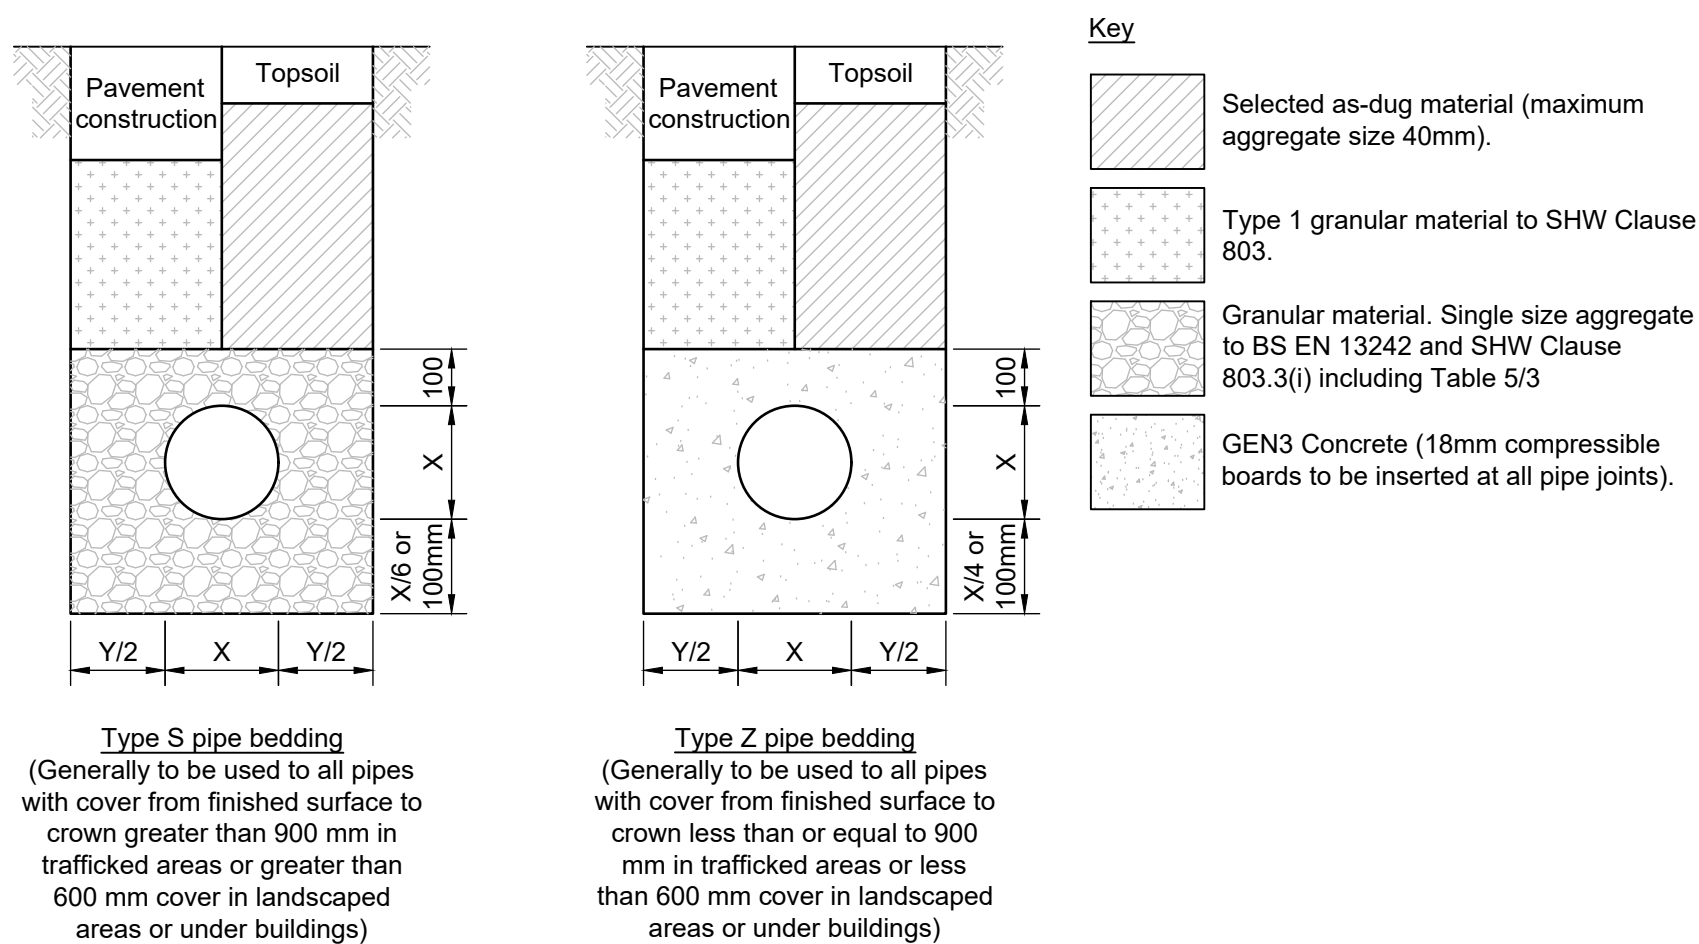 Pavement
construction
Topsoil
100
X
X/6 or
100mm
Y/2
X
Y/2
Type S pipe bedding
(Generally to be used to all pipes
with cover from finished surface to
crown greater than 900 mm in
trafficked areas or greater than
600 mm cover in landscaped
areas or under buildings)
Pavement
construction
Topsoil
100
X
X/4 or
100mm
Y/2
X
Y/2
Type Z pipe bedding
(Generally to be used to all pipes
with cover from finished surface to
crown less than or equal to 900
mm in trafficked areas or less
than 600 mm cover in landscaped
areas or under buildings)
Key
Selected as-dug material (maximum
aggregate size 40mm).
Type 1 granular material to SHW Clause
803.
Granular material. Single size aggregate
to BS EN 13242 and SHW Clause
803.3(i) including Table 5/3
GEN3 Concrete (18mm compressible
boards to be inserted at all pipe joints).